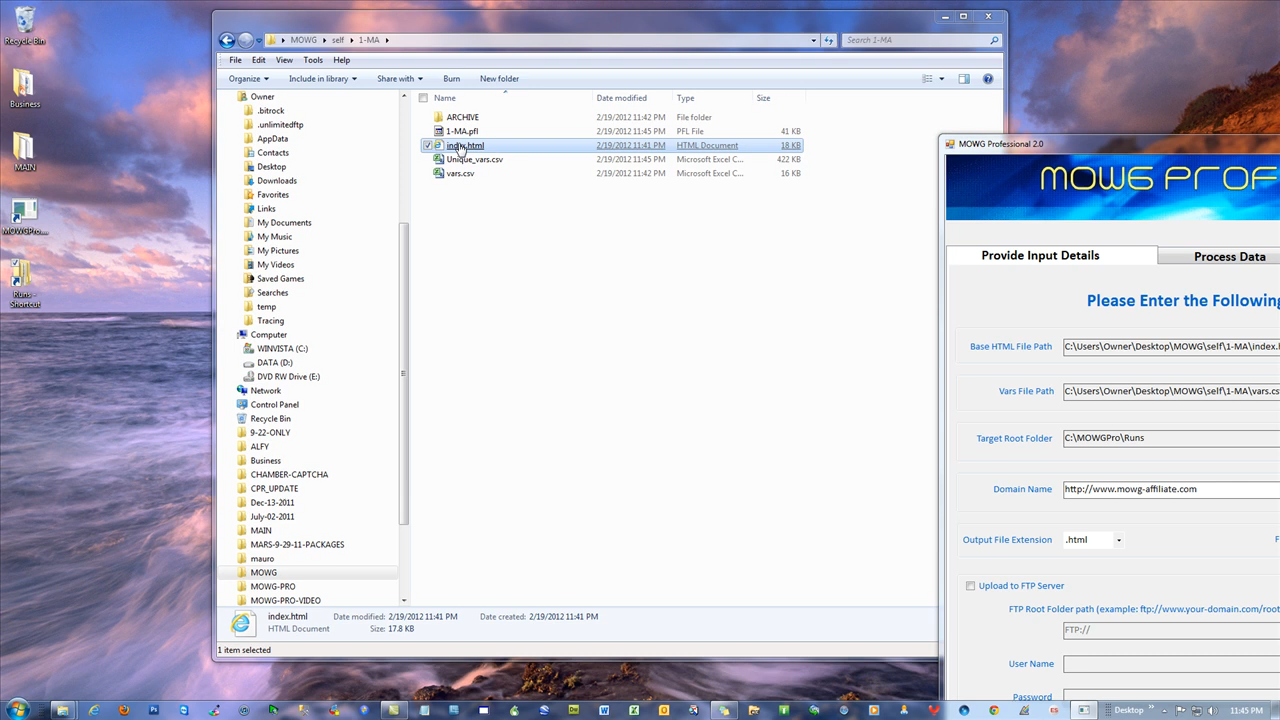 Recycle Bin
Business
MAIN
MOWGPro....
Runs - Shortcut
MOWG
self
1-MA
Search 1-MA
File
Edit
View
Tools
Help
Organize
Include in library
Share with
Burn
New folder
Owner
.bitrock
.unlimitedftp
AppData
Contacts
Desktop
Downloads
Favorites
Links
My Documents
My Music
My Pictures
My Videos
Saved Games
Searches
temp
Tracing
Computer
WINVISTA (C:)
DATA (D:)
DVD RW Drive (E:)
Network
Control Panel
Recycle Bin
9-22-ONLY
ALFY
Business
CHAMBER-CAPTCHA
CPR_UPDATE
Dec-13-2011
July-02-2011
MAIN
MARS-9-29-11-PACKAGES
mauro
MOWG
MOWG-PRO
MOWG-PRO-VIDEO
Name Date modified Type Size
ARCHIVE 2/19/2012 11:42 PM File folder
1-MA.pfl 2/19/2012 11:45 PM PFL File 41 KB
index.html 2/19/2012 11:41 PM HTML Document 18 KB
Unique_vars.csv 2/19/2012 11:45 PM Microsoft Excel C... 422 KB
vars.csv 2/19/2012 11:42 PM Microsoft Excel C... 16 KB
index.html Date modified: 2/19/2012 11:41 PM Date created: 2/19/2012 11:41 PM
HTML Document Size: 17.8 KB
1 item selected
MOWG Professional 2.0
MOWG PROF
Provide Input Details
Process Data
Please Enter the Following
Base HTML File Path C:\Users\Owner\Desktop\MOWG\self\1-MA\index.h
Vars File Path C:\Users\Owner\Desktop\MOWG\self\1-MA\vars.cs
Target Root Folder C:\MOWGPro\Runs
Domain Name http://www.mowg-affiliate.com
Output File Extension .html F
Upload to FTP Server
FTP Root Folder path (example: ftp://www.your-domain.com/root
FTP://
User Name
Password
Desktop
11:45 PM